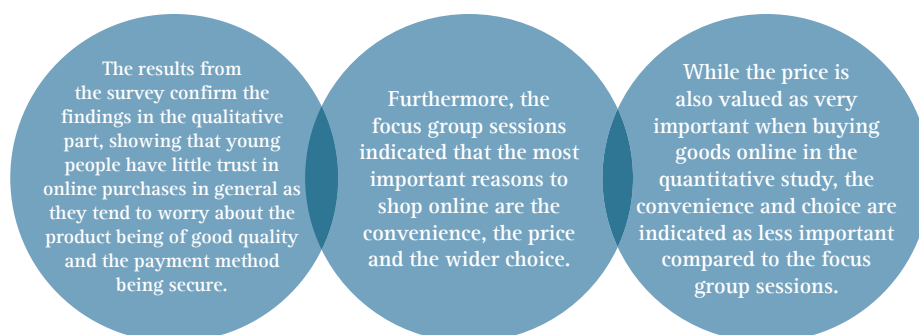 The results from
the survey confirm the
findings in the qualitative
part, showing that young
people have little trust in
online purchases in general as
they tend to worry about the
product being of good quality
and the payment method
being secure.
Furthermore, the
focus group sessions
indicated that the most
important reasons to
shop online are the
convenience, the price
and the wider choice.
While the price is
also valued as very
important when buying
goods online in the
quantitative study, the
convenience and choice are
indicated as less important
compared to the focus
group sessions.